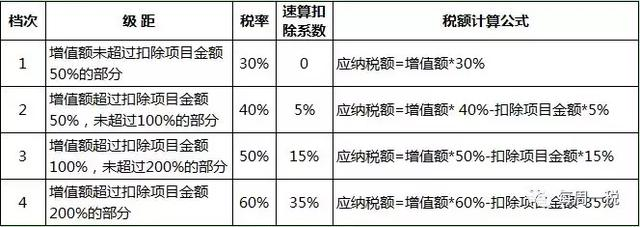 档次 级 距 税率 速算扣除系数 税额计算公式
1 增值额未超过扣除项目金额50%的部分 30% 0 应纳税额=增值额*30%
2 增值额超过扣除项目金额50%，未超过100%的部分 40% 5% 应纳税额=增值额* 40%-扣除项目金额*5%
3 增值额超过扣除项目金额100%，未超过200%的部分 50% 15% 应纳税额=增值额*50%-扣除项目金额*15%
4 增值额超过扣除项目金额200%的部分 60% 35% 应纳税额=增值额*60%-扣除项目金额*35%
每周一税